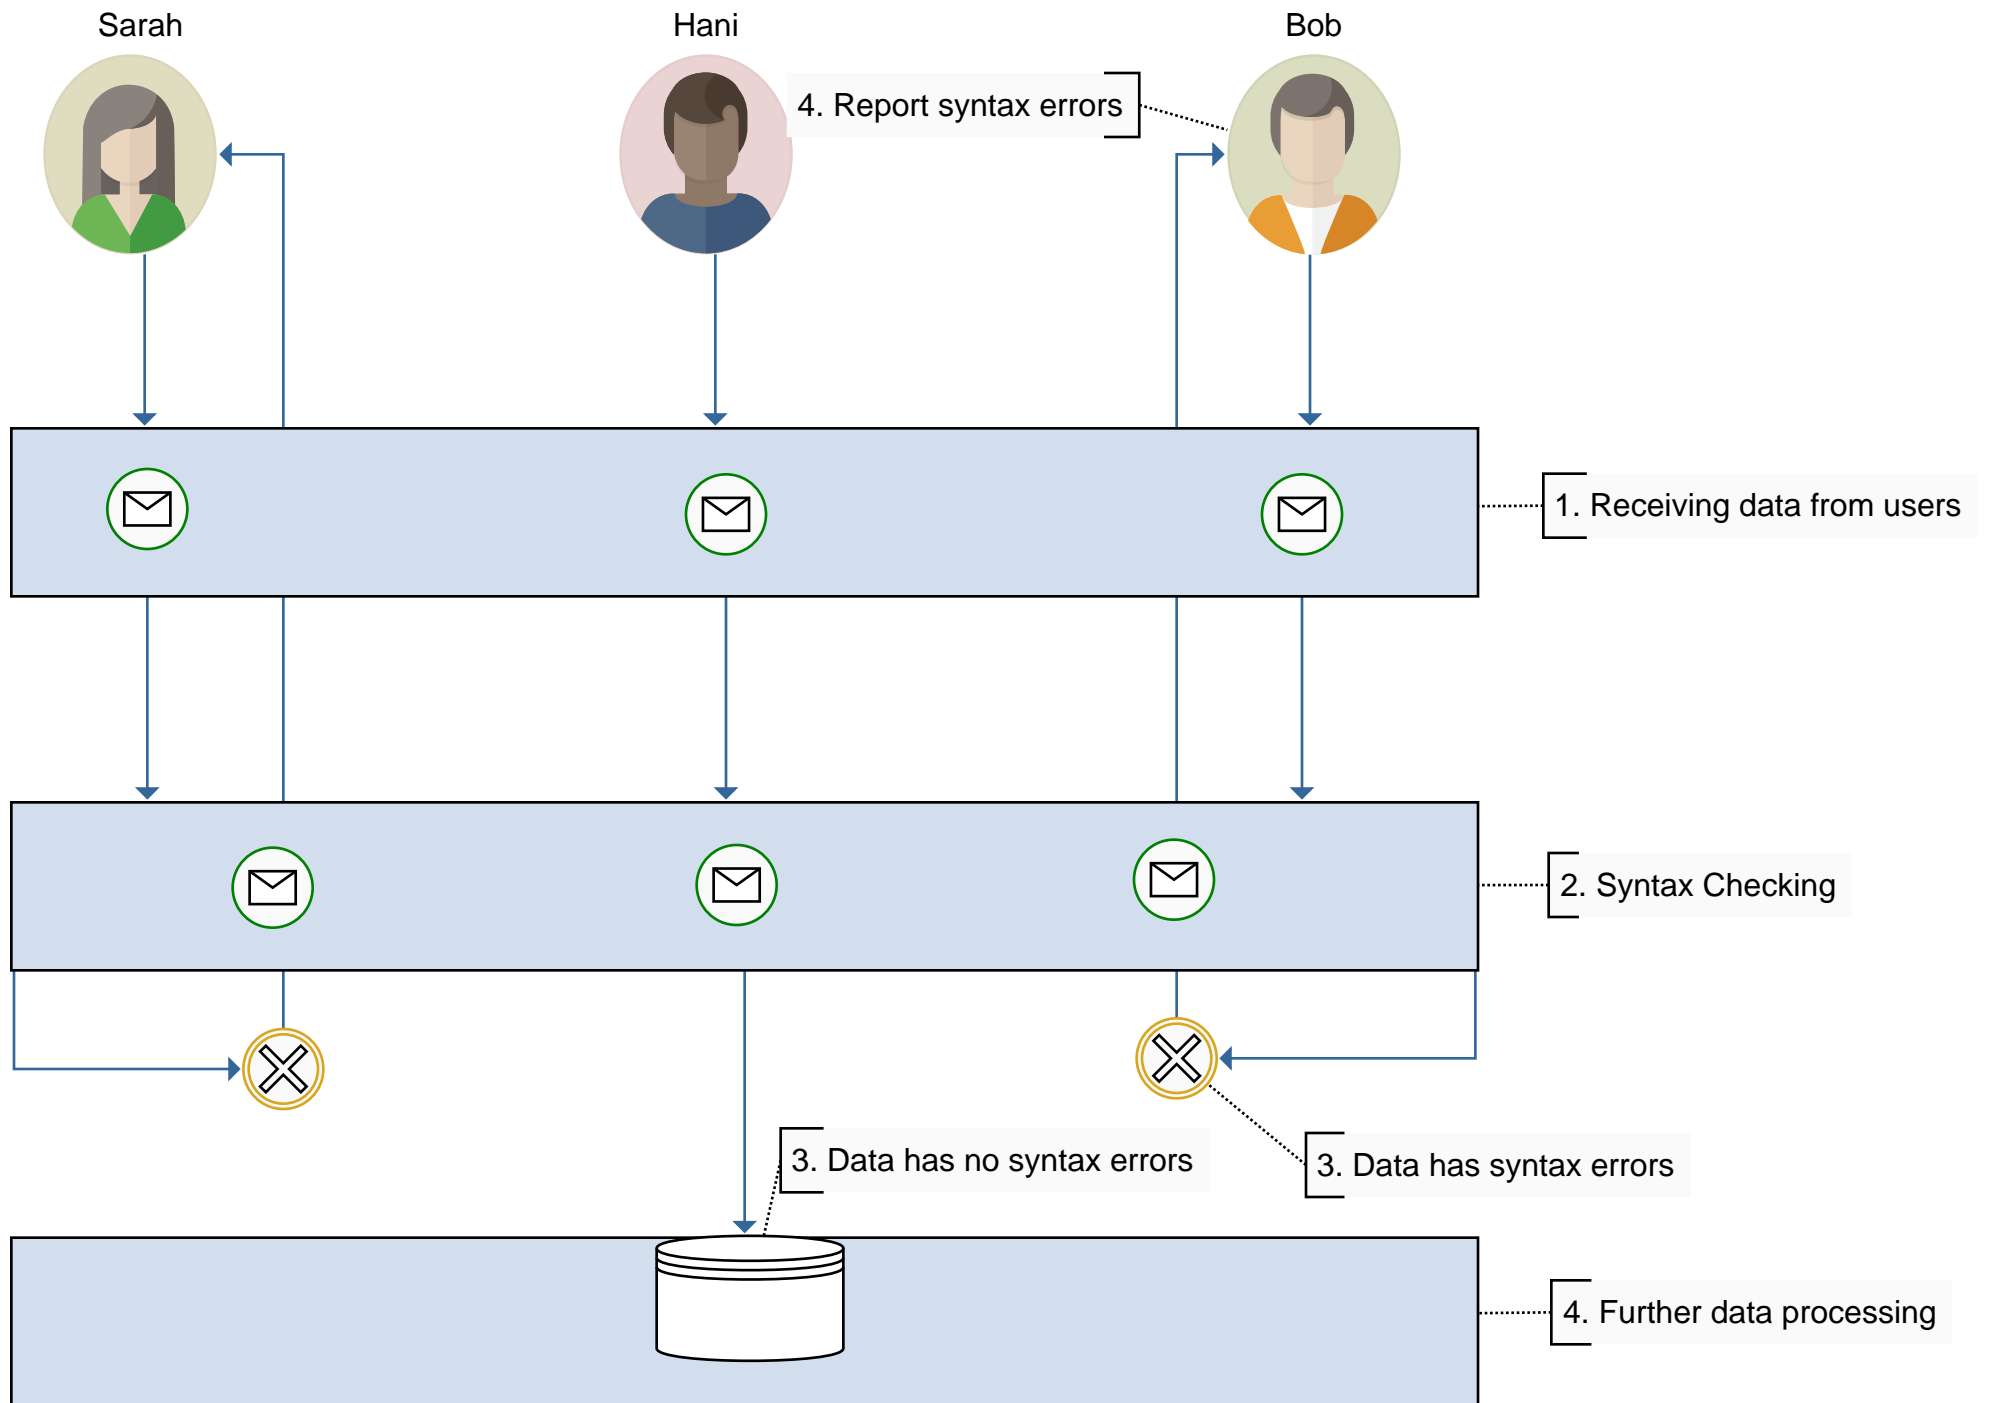 Sarah
Hani
Bob
4. Report syntax errors
1. Receiving data from users
2. Syntax Checking
3. Data has no syntax errors
3. Data has syntax errors
4. Further data processing